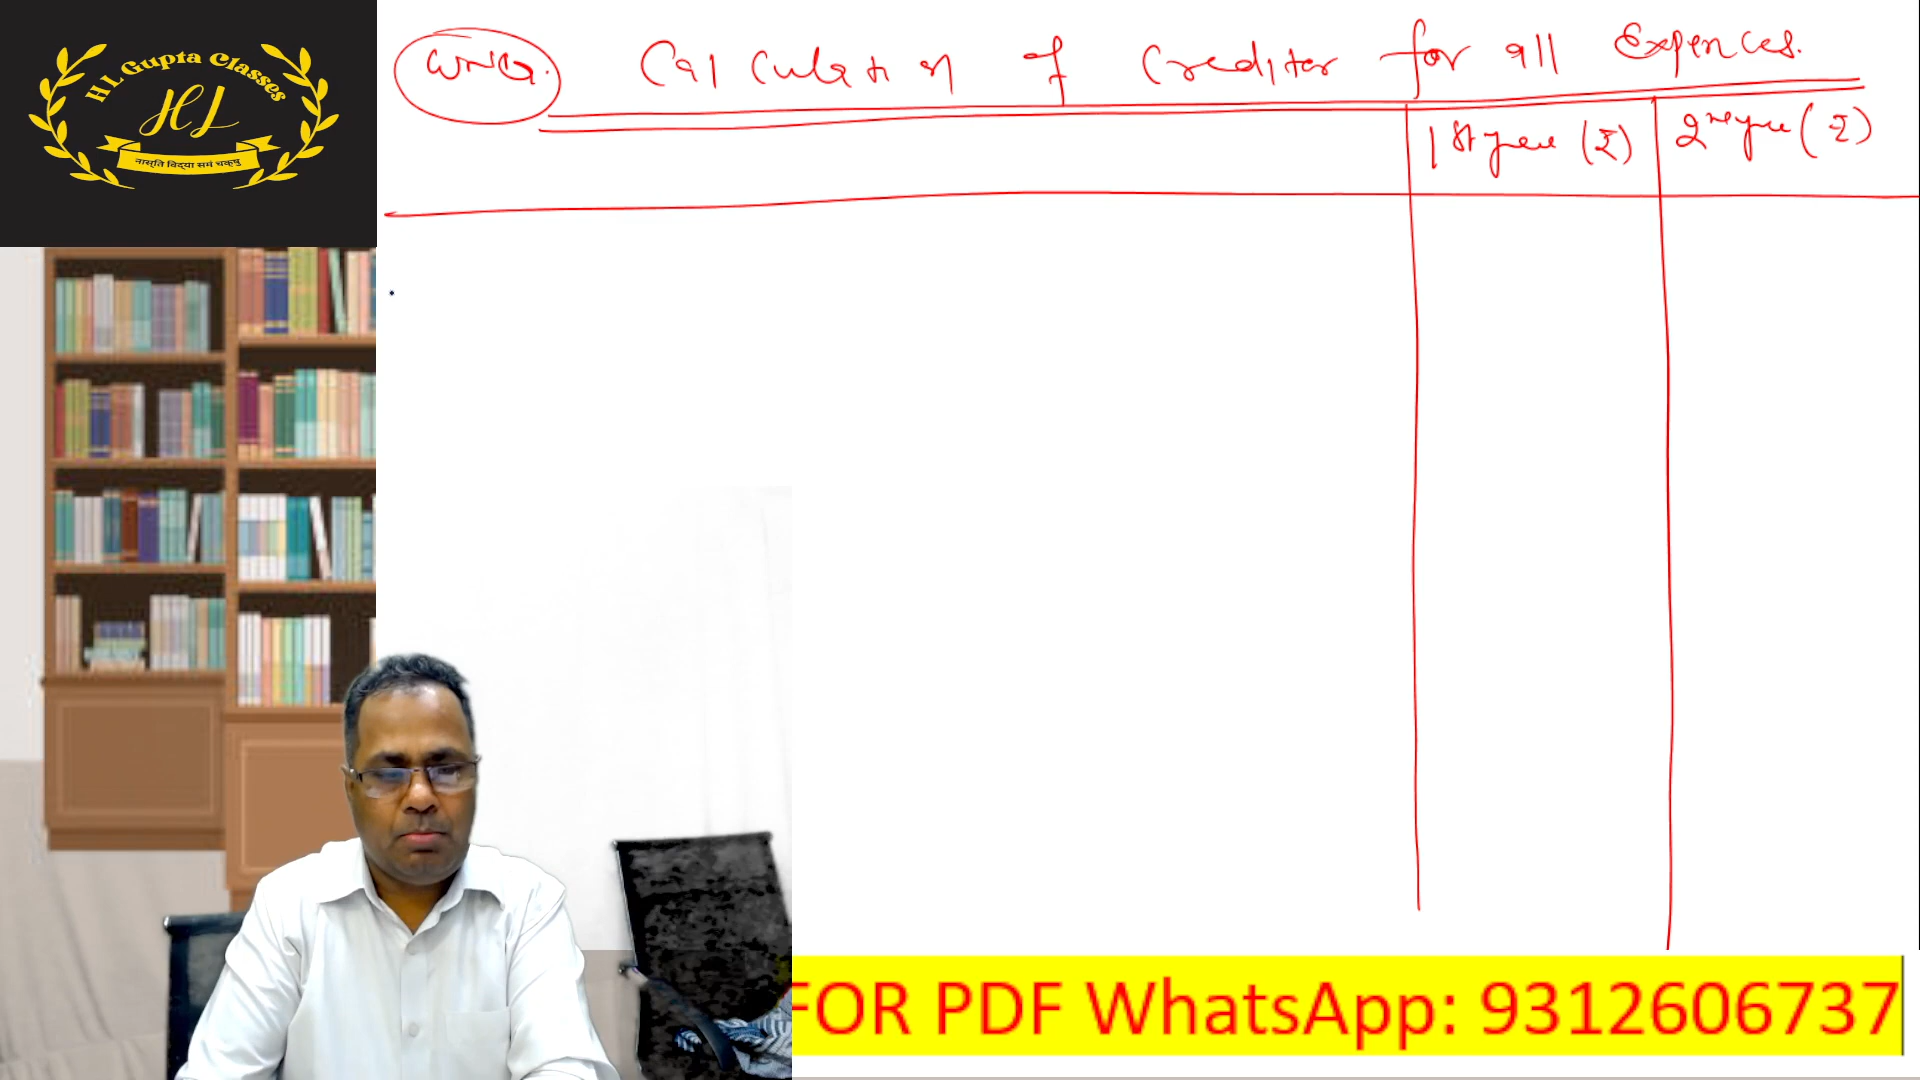 HL Gupta Classes
HL
नास्ति विद्या समं चक्षु
Calculation of Creditor for all Expences.
1st year (₹) 2nd year (₹)
FOR PDF WhatsApp: 9312606737